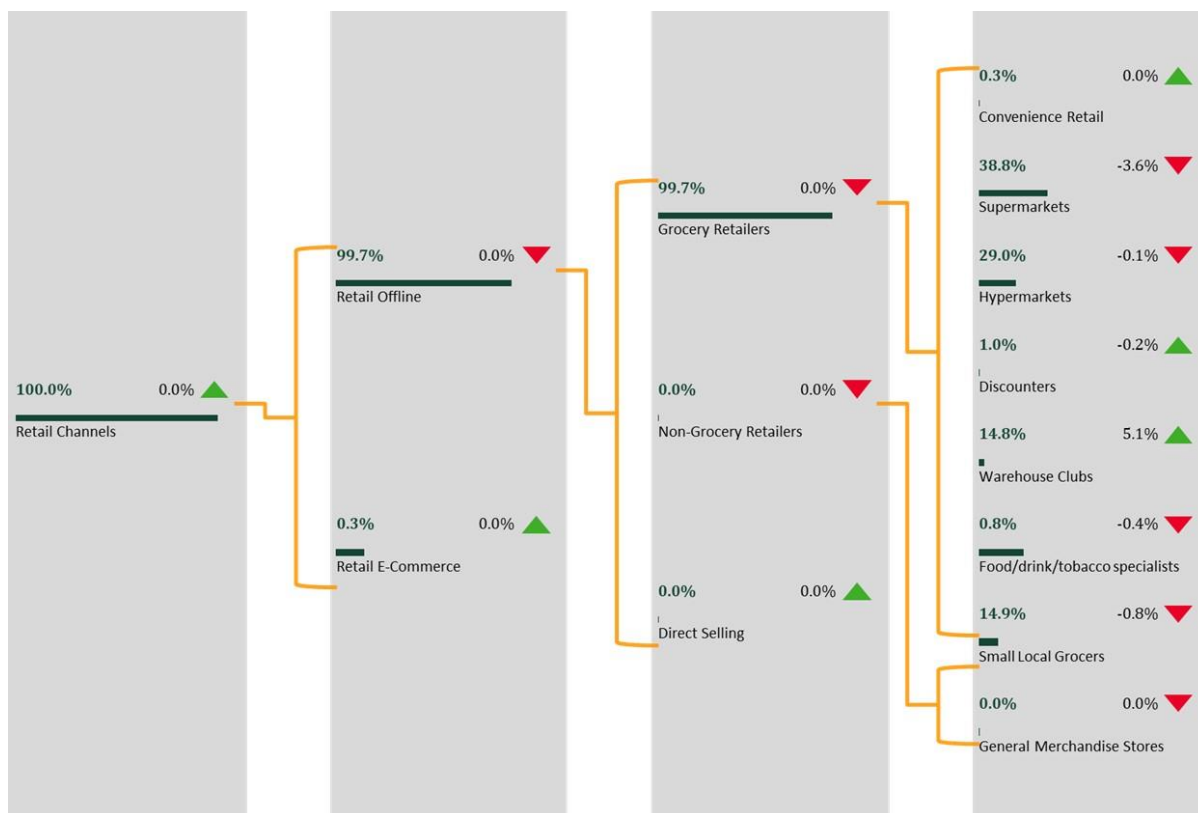 100.0% 0.0%
Retail Channels
99.7% 0.0%
Retail Offline
0.3% 0.0%
Retail E-Commerce
99.7% 0.0%
Grocery Retailers
0.0% 0.0%
Non-Grocery Retailers
0.0% 0.0%
Direct Selling
0.3% 0.0%
Convenience Retail
38.8% -3.6%
Supermarkets
29.0% -0.1%
Hypermarkets
1.0% -0.2%
Discounters
14.8% 5.1%
Warehouse Clubs
0.8% -0.4%
Food/drink/tobacco specialists
14.9% -0.8%
Small Local Grocers
0.0% 0.0%
General Merchandise Stores